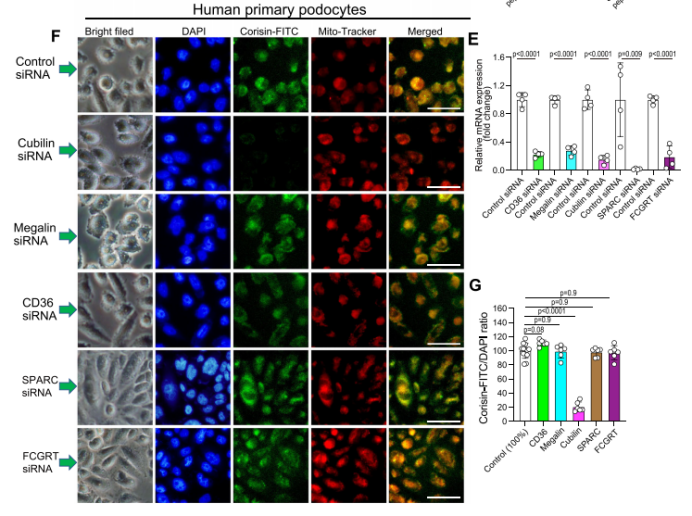 Human primary podocytes
pe
pep
F
Bright filed
DAPI
Corisin-FITC
Mito-Tracker
Merged
Control
siRNA
Cubilin
siRNA
Megalin
siRNA
CD36
siRNA
SPARC
siRNA
FCGRT
siRNA
E
p<0.0001
p<0.0001
p<0.0001
p=0.009
p<0.0001
Relative mRNA expression
(fold change)
1.6
1.2
0.8
0.4
0.0
Control siRNA
CD36 siRNA
Control siRNA
Megalin siRNA
Control siRNA
Cubilin siRNA
Control siRNA
SPARC siRNA
Control siRNA
FCGRT siRNA
G
p=0.9
p=0.9
p<0.0001
p=0.9
p=0.08
Corisin-FITC/DAPI ratio
160
140
120
100
80
60
40
20
0
Control (100%)
CD36
Megalin
Cubilin
SPARC
FCGRT